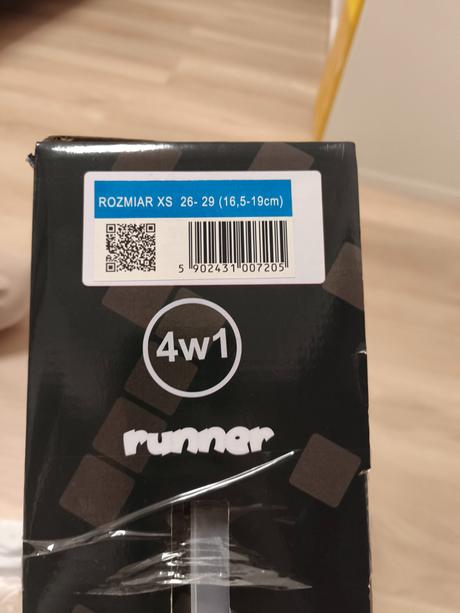 ROZMIAR XS 26- 29 (16,5-19cm)
5 902431 007205
4w1
runner